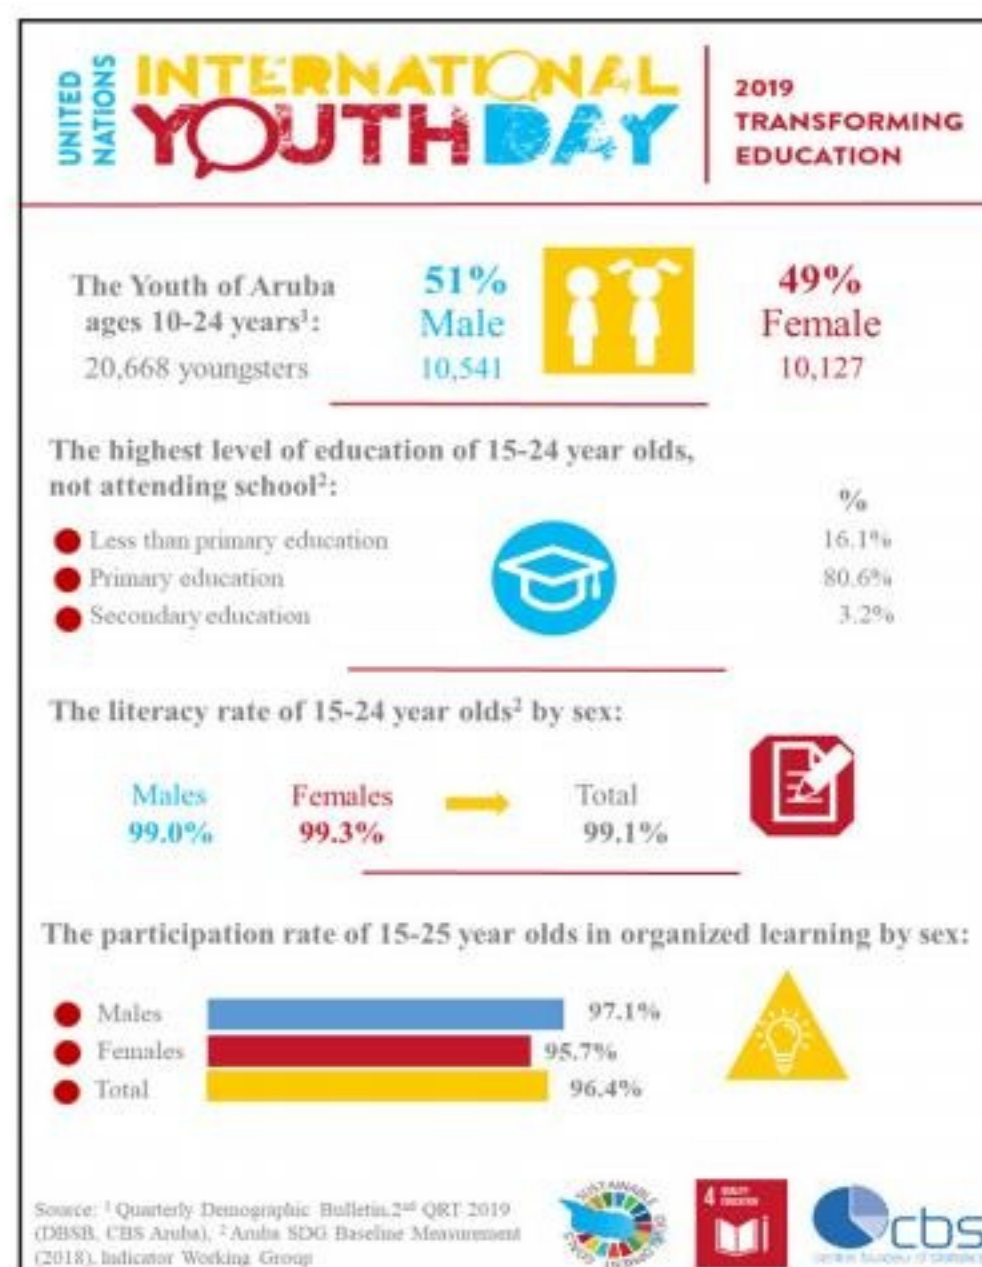 UNITED NATIONS
INTERNATIONAL
YOUTH DAY
2019
TRANSFORMING
EDUCATION
The Youth of Aruba
ages 10-24 years¹:
20,668 youngsters
51%
Male
10,541
49%
Female
10,127
The highest level of education of 15-24 year olds,
not attending school²:
%
Less than primary education 16.1%
Primary education 80.6%
Secondary education 3.2%
The literacy rate of 15-24 year olds² by sex:
Males Females Total
99.0% 99.3% 99.1%
The participation rate of 15-25 year olds in organized learning by sex:
Males 97.1%
Females 95.7%
Total 96.4%
Source: ¹ Quarterly Demographic Bulletin.2ⁿᵈ QRT 2019
(DBSB, CBS Aruba), ² Aruba SDG Baseline Measurement
(2018), Indicator Working Group
SUSTAINABLE DEVELOPMENT GOALS
4 QUALITY
EDUCATION
cbs